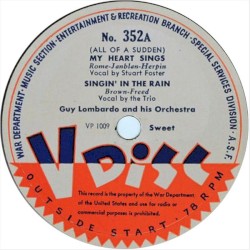 WAR DEPARTMENT - MUSIC SECTION - ENTERTAINMENT & RECREATION BRANCH - SPECIAL SERVICES DIVISION - A.S.F.
No. 352A
(ALL OF A SUDDEN)
MY HEART SINGS
Rome-Jamblan-Herpin
Vocal by Stuart Foster
SINGIN' IN THE RAIN
Brown-Freed
Vocal by the Trio
Guy Lombardo and his Orchestra
VP 1009 Sweet
V DISC
This record is the property of the War Department
of the United States and use for radio or
commercial purposes is prohibited.
OUTSIDE START - 78 RPM